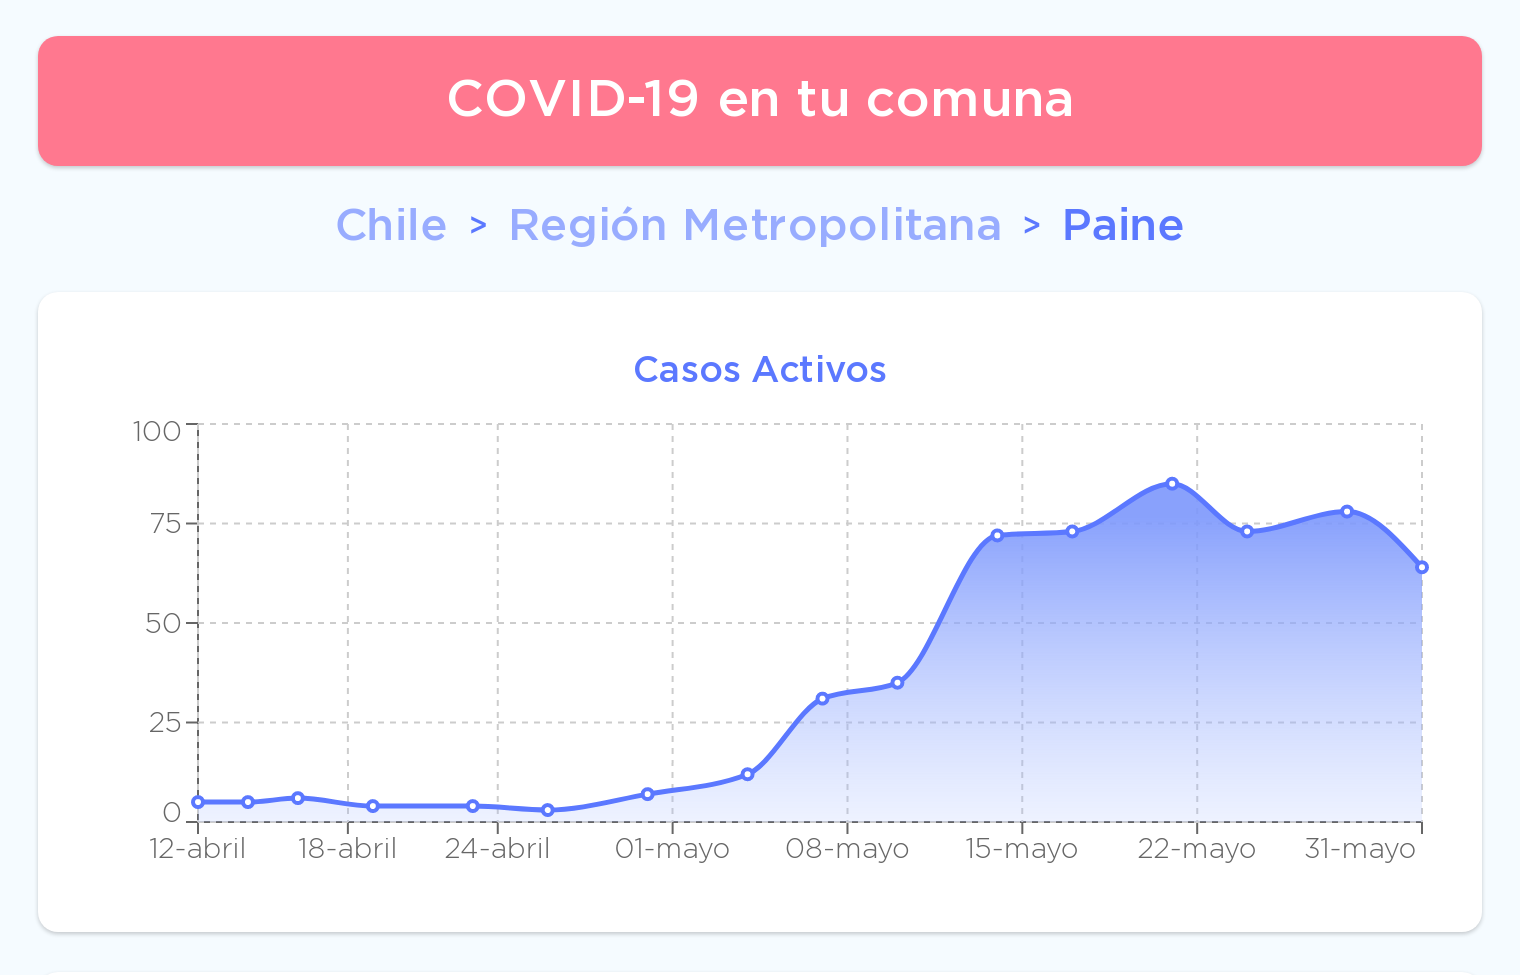 COVID-19 en tu comuna
Chile > Región Metropolitana > Paine
Casos Activos
100
75
50
25
0
12-abril 18-abril 24-abril 01-mayo 08-mayo 15-mayo 22-mayo 31-mayo